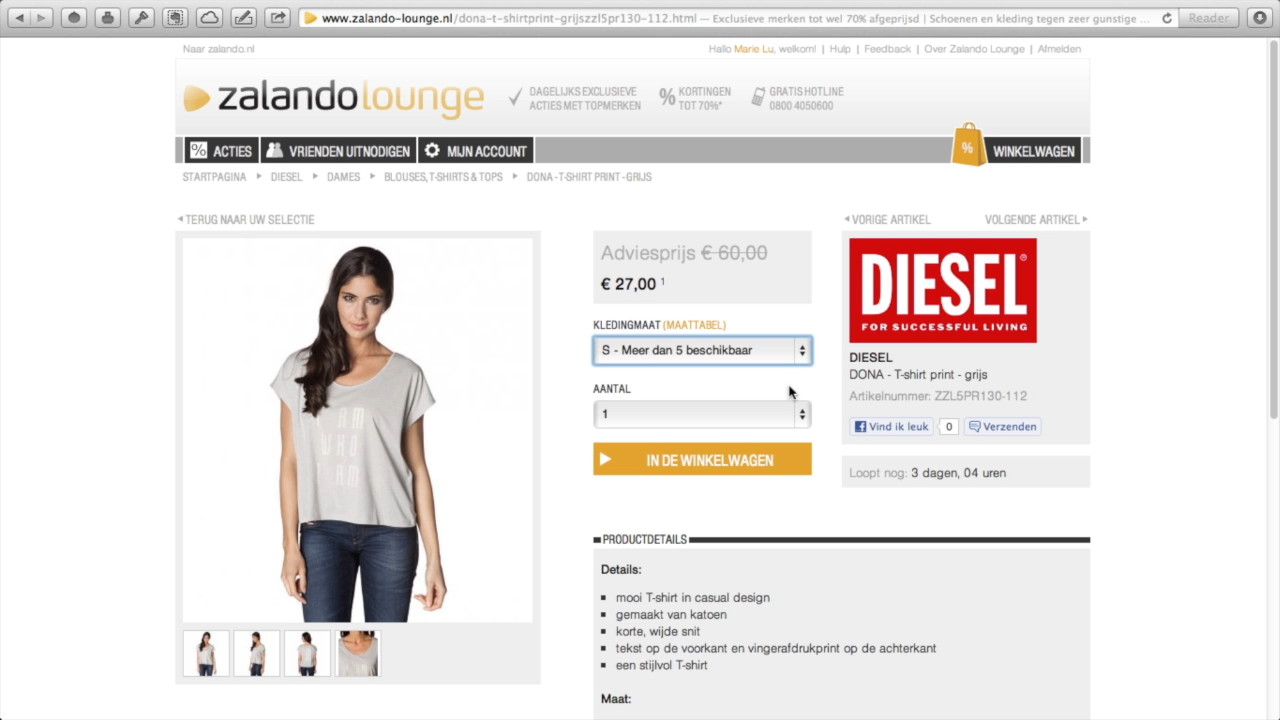 www.zalando-lounge.nl/dona-t-shirtprint-grijszzl5pr130-112.html — Exclusieve merken tot wel 70% afgeprijsd | Schoenen en kleding tegen zeer gunstige ...
Reader
Naar zalando.nl
Hallo Marie Lu, welkom! | Hulp | Feedback | Over Zalando Lounge | Afmelden
zalandolounge
DAGELIJKS EXCLUSIEVE
ACTIES MET TOPMERKEN
% KORTINGEN
TOT 70%*
GRATIS HOTLINE
0800 4050600
% ACTIES
VRIENDEN UITNODIGEN
MIJN ACCOUNT
%
WINKELWAGEN
STARTPAGINA
DIESEL
DAMES
BLOUSES, T-SHIRTS & TOPS
DONA - T-SHIRT PRINT - GRIJS
TERUG NAAR UW SELECTIE
VORIGE ARTIKEL
VOLGENDE ARTIKEL
I AM
WHO
I AM
Adviesprijs € 60,00
€ 27,00 1
KLEDINGMAAT (MAATTABEL)
S - Meer dan 5 beschikbaar
AANTAL
1
IN DE WINKELWAGEN
DIESEL®
FOR SUCCESSFUL LIVING
DIESEL
DONA - T-shirt print - grijs
Artikelnummer: ZZL5PR130-112
Vind ik leuk
0
Verzenden
Loopt nog: 3 dagen, 04 uren
PRODUCTDETAILS
Details:
mooi T-shirt in casual design
gemaakt van katoen
korte, wijde snit
tekst op de voorkant en vingerafdrukprint op de achterkant
een stijlvol T-shirt
Maat: